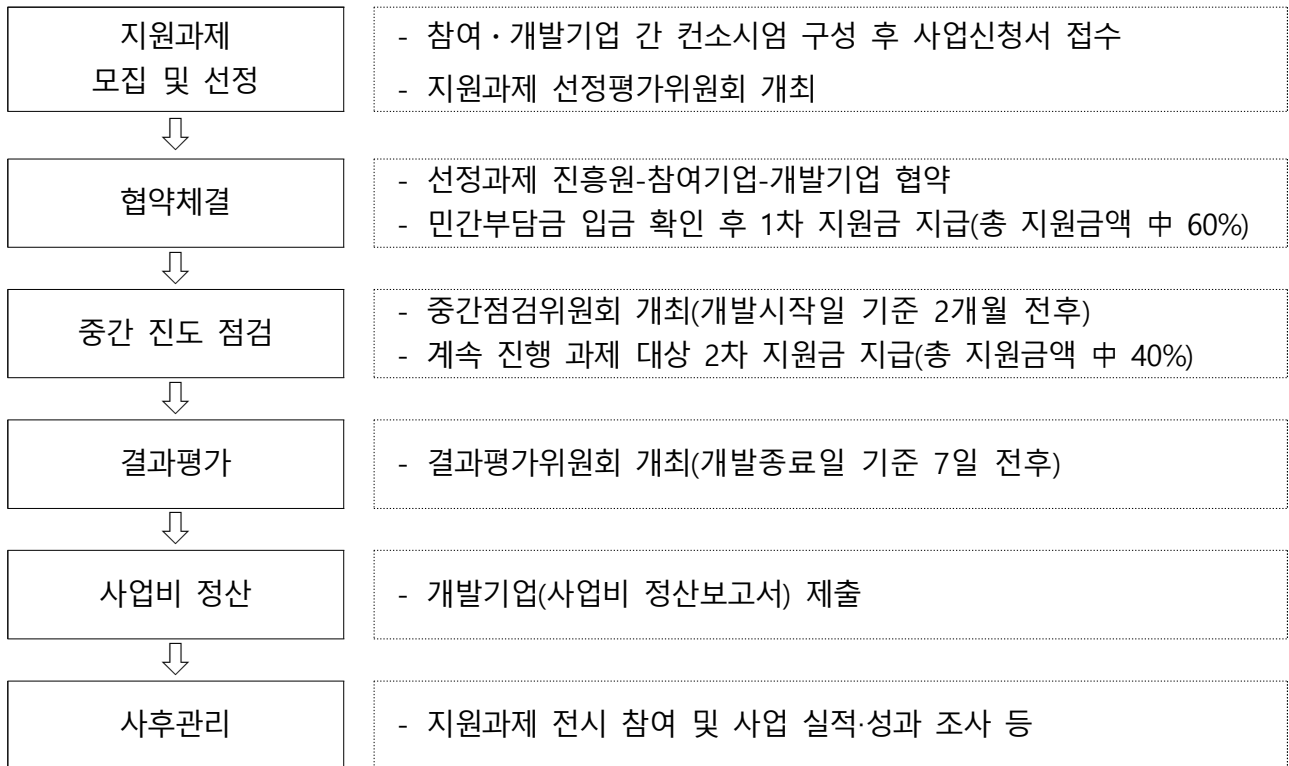 지원과제
모집 및 선정
- 참여・개발기업 간 컨소시엄 구성 후 사업신청서 접수
- 지원과제 선정평가위원회 개최
협약체결
- 선정과제 진흥원-참여기업-개발기업 협약
- 민간부담금 입금 확인 후 1차 지원금 지급(총 지원금액 中 60%)
중간 진도 점검
- 중간점검위원회 개최(개발시작일 기준 2개월 전후)
- 계속 진행 과제 대상 2차 지원금 지급(총 지원금액 中 40%)
결과평가
- 결과평가위원회 개최(개발종료일 기준 7일 전후)
사업비 정산
- 개발기업(사업비 정산보고서) 제출
사후관리
- 지원과제 전시 참여 및 사업 실적·성과 조사 등